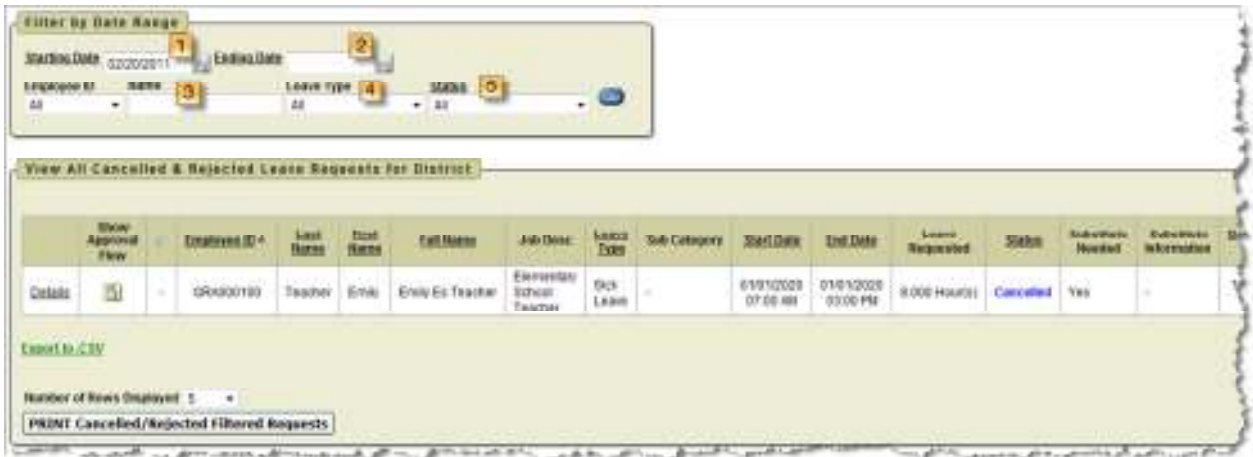 Filter by Date Range
Starting Date 02/20/2011 1 Ending Date 2
Employee ID Name 3 Leave Type 4 Status 5
All All All Go
View All Cancelled & Rejected Leave Requests for District
Show Approval Flow Employee ID Last Name First Name Full Name Job Desc Leave Type Sub Category Start Date End Date Leave Requested Status Substitute Needed Substitute Information
Details - Teacher Emily Emily Es Teacher Elementary School Teacher Sick Leave - 01/01/2020 07:00 AM 01/01/2020 03:00 PM 8.000 Hour(s) Cancelled Yes -
Export to CSV
Number of Rows Displayed 5
PRINT Cancelled/Rejected Filtered Requests